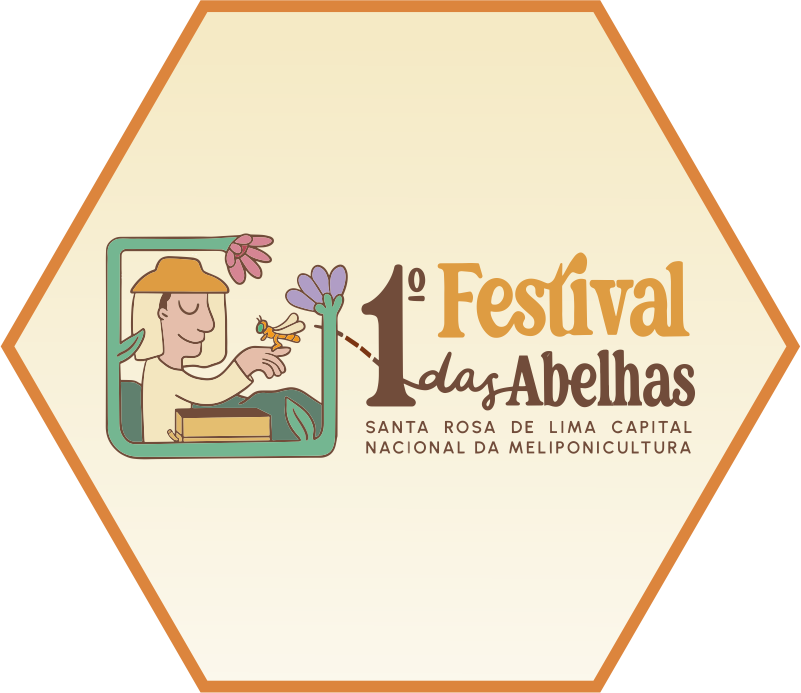 1º Festival
das Abelhas
SANTA ROSA DE LIMA CAPITAL
NACIONAL DA MELIPONICULTURA